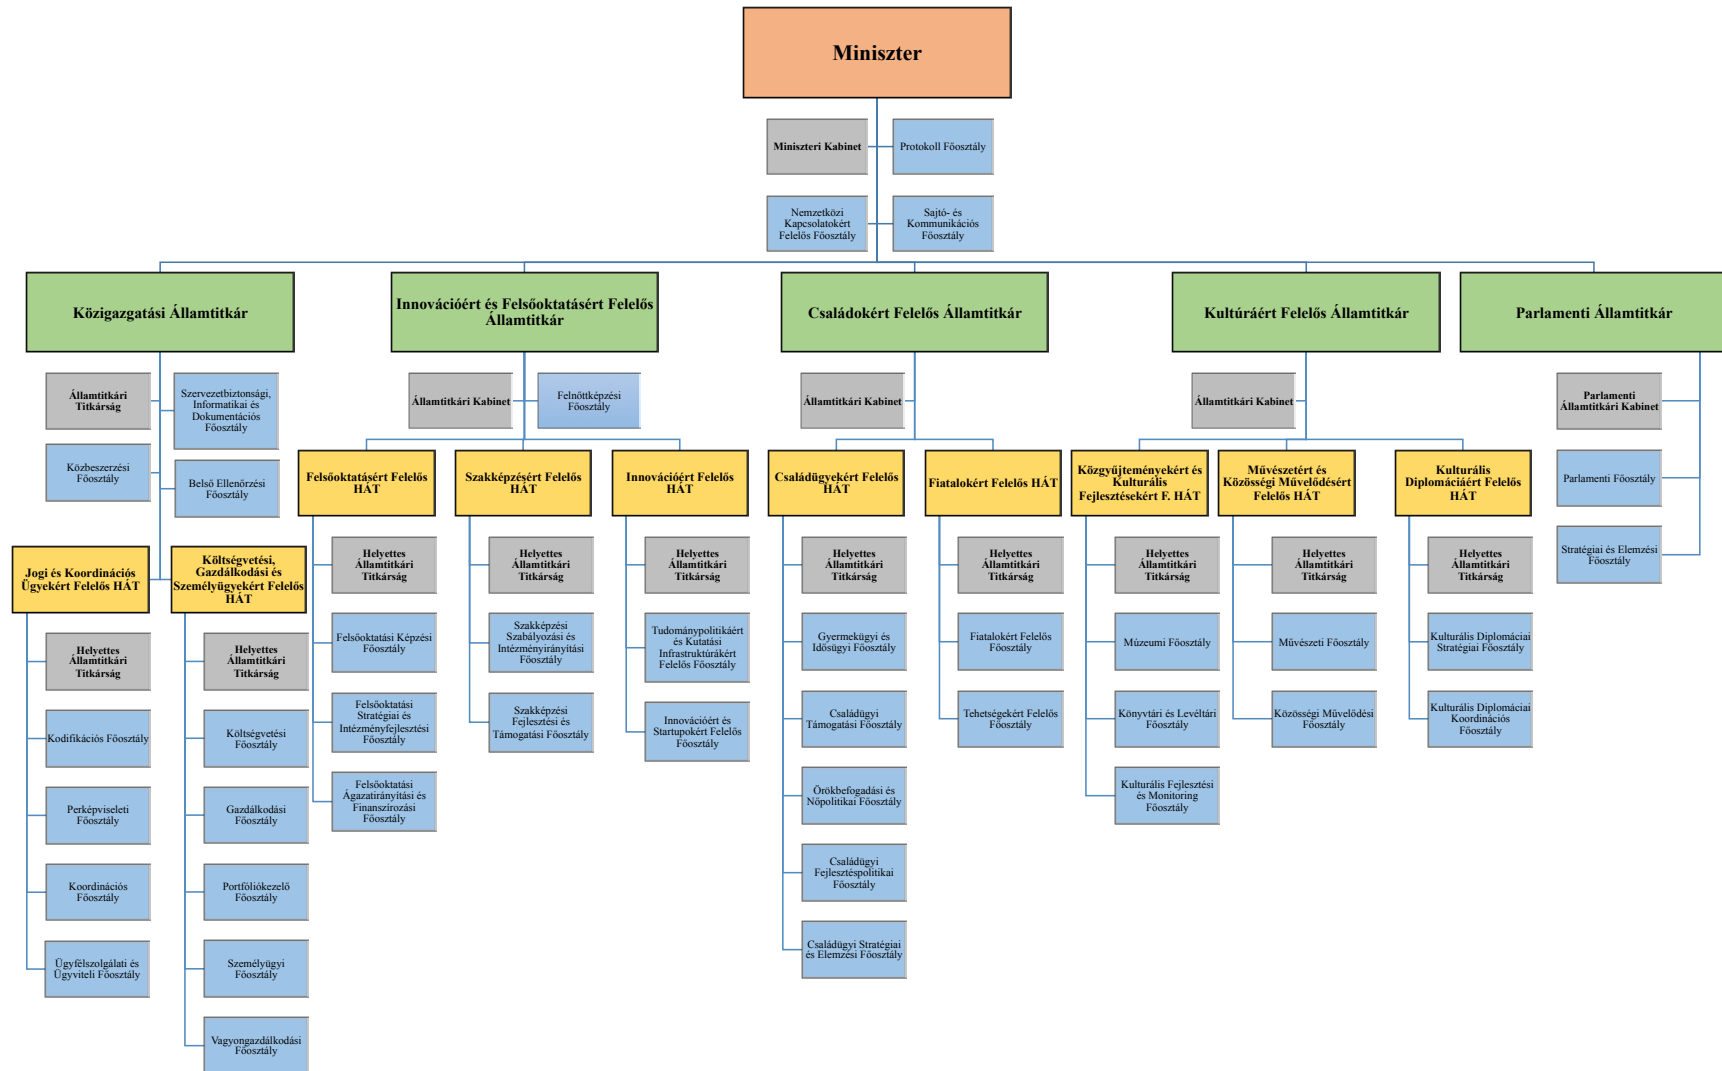 Miniszter
Miniszteri Kabinet
Protokoll Főosztály
Nemzetközi
Kapcsolatokért
Felelős Főosztály
Sajtó- és
Kommunikációs
Főosztály
Közigazgatási Államtitkár
Innovációért és Felsőoktatásért Felelős
Államtitkár
Családokért Felelős Államtitkár
Kultúráért Felelős Államtitkár
Parlamenti Államtitkár
Államtitkári
Titkárság
Szervezetbiztonsági,
Informatikai és
Dokumentációs
Főosztály
Közbeszerzési
Főosztály
Belső Ellenőrzési
Főosztály
Államtitkári Kabinet
Felnőttképzési
Főosztály
Államtitkári Kabinet
Államtitkári Kabinet
Parlamenti
Államtitkári Kabinet
Parlamenti Főosztály
Stratégiai és Elemzési
Főosztály
Jogi és Koordinációs
Ügyekért Felelős HÁT
Helyettes
Államtitkári
Titkárság
Kodifikációs Főosztály
Perképviseleti
Főosztály
Koordinációs
Főosztály
Ügyfélszolgálati és
Ügyviteli Főosztály
Költségvetési,
Gazdálkodási és
Személyügyekért Felelős
HÁT
Helyettes
Államtitkári
Titkárság
Költségvetési
Főosztály
Gazdálkodási
Főosztály
Portfóliókezelő
Főosztály
Személyügyi
Főosztály
Vagyongazdálkodási
Főosztály
Felsőoktatásért Felelős
HÁT
Helyettes
Államtitkári
Titkárság
Felsőoktatási Képzési
Főosztály
Felsőoktatási
Stratégiai és
Intézményfejlesztési
Főosztály
Felsőoktatási
Ágazatirányítási és
Finanszírozási
Főosztály
Szakképzésért Felelős
HÁT
Helyettes
Államtitkári
Titkárság
Szakképzési
Szabályozási és
Intézményirányítási
Főosztály
Szakképzési
Fejlesztési és
Támogatási Főosztály
Innovációért Felelős
HÁT
Helyettes
Államtitkári
Titkárság
Tudománypolitikáért
és Kutatási
Infrastruktúrákért
Felelős Főosztály
Innovációért és
Startupokért Felelős
Főosztály
Családügyekért Felelős
HÁT
Helyettes
Államtitkári
Titkárság
Gyermekügyi és
Idősügyi Főosztály
Családügyi
Támogatási Főosztály
Örökbefogadási és
Nőpolitikai Főosztály
Családügyi
Fejlesztéspolitikai
Főosztály
Családügyi Stratégiai
és Elemzési Főosztály
Fiatalokért Felelős HÁT
Helyettes
Államtitkári
Titkárság
Fiatalokért Felelős
Főosztály
Tehetségekért Felelős
Főosztály
Közgyűjteményekért és
Kulturális
Fejlesztésekért F. HÁT
Helyettes
Államtitkári
Titkárság
Múzeumi Főosztály
Könyvtári és Levéltári
Főosztály
Kulturális Fejlesztési
és Monitoring
Főosztály
Művészetért és
Közösségi Művelődésért
Felelős HÁT
Helyettes
Államtitkári
Titkárság
Művészeti Főosztály
Közösségi Művelődési
Főosztály
Kulturális
Diplomáciáért Felelős
HÁT
Helyettes
Államtitkári
Titkárság
Kulturális Diplomáciai
Stratégiai Főosztály
Kulturális Diplomáciai
Koordinációs
Főosztály